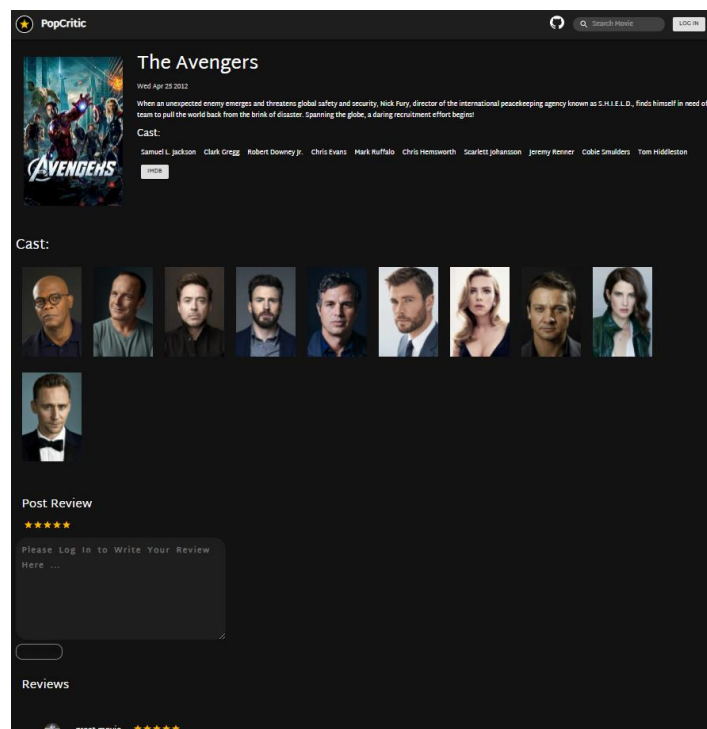 PopCritic
Search Movie
LOG IN
The Avengers
Wed Apr 25 2012
When an unexpected enemy emerges and threatens global safety and security, Nick Fury, director of the international peacekeeping agency known as S.H.I.E.L.D., finds himself in need of
team to pull the world back from the brink of disaster. Spanning the globe, a daring recruitment effort begins!
Cast:
Samuel L. Jackson Clark Gregg Robert Downey Jr. Chris Evans Mark Ruffalo Chris Hemsworth Scarlett Johansson Jeremy Renner Cobie Smulders Tom Hiddleston
IMDB
AVENGERS
Cast:
Post Review
Please Log In to Write Your Review
Here ...
Reviews
great movie